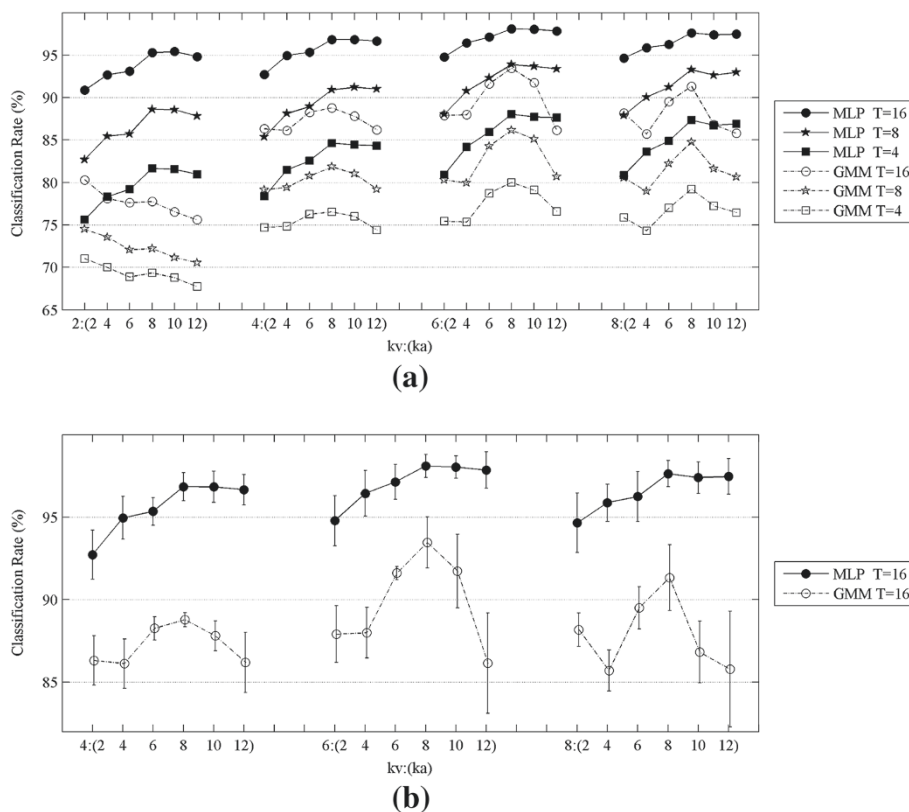 95
90
85
80
75
70
65
Classification Rate (%)
2:(2 4 6 8 10 12) 4:(2 4 6 8 10 12) 6:(2 4 6 8 10 12) 8:(2 4 6 8 10 12)
kv:(ka)
MLP T=16
MLP T=8
MLP T=4
GMM T=16
GMM T=8
GMM T=4
(a)
95
90
85
Classification Rate (%)
4:(2 4 6 8 10 12) 6:(2 4 6 8 10 12) 8:(2 4 6 8 10 12)
kv:(ka)
MLP T=16
GMM T=16
(b)